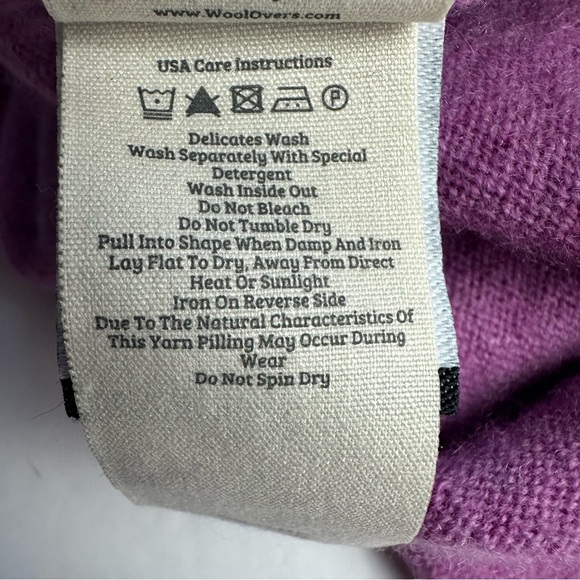 www.WoolOvers.com
USA Care Instructions
P
Delicates Wash
Wash Separately With Special
Detergent
Wash Inside Out
Do Not Bleach
Do Not Tumble Dry
Pull Into Shape When Damp And Iron
Lay Flat To Dry, Away From Direct
Heat Or Sunlight
Iron On Reverse Side
Due To The Natural Characteristics Of
This Yarn Pilling May Occur During
Wear
Do Not Spin Dry